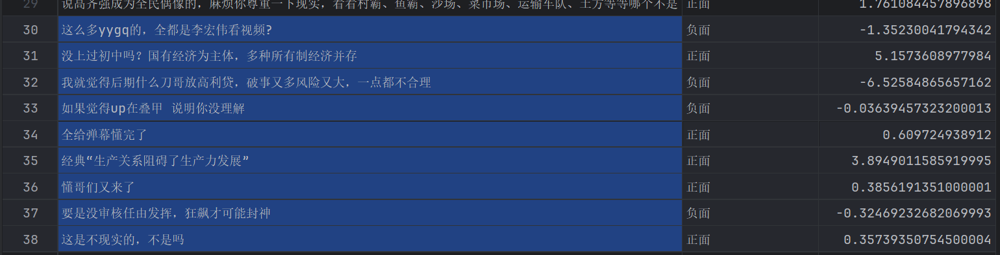 29 说高齐强成为全民偶像的，麻烦你尊重一下现实，看看村霸、鱼霸、沙场、菜市场、运输车队、土方等等哪个不是 正面 1.761084457896898
30 这么多yygq的，全都是李宏伟看视频？ 负面 -1.35230041794342
31 没上过初中吗？国有经济为主体，多种所有制经济并存 正面 5.1573608977984
32 我就觉得后期什么刀哥放高利贷，破事又多风险又大，一点都不合理 负面 -6.52584865657162
33 如果觉得up在叠甲 说明你没理解 负面 -0.03639457323200013
34 全给弹幕懂完了 正面 0.609724938912
35 经典“生产关系阻碍了生产力发展” 正面 3.8949011585919995
36 懂哥们又来了 正面 0.3856191351000001
37 要是没审核任由发挥，狂飙才可能封神 负面 -0.32469232682069993
38 这是不现实的，不是吗 正面 0.35739350754500004